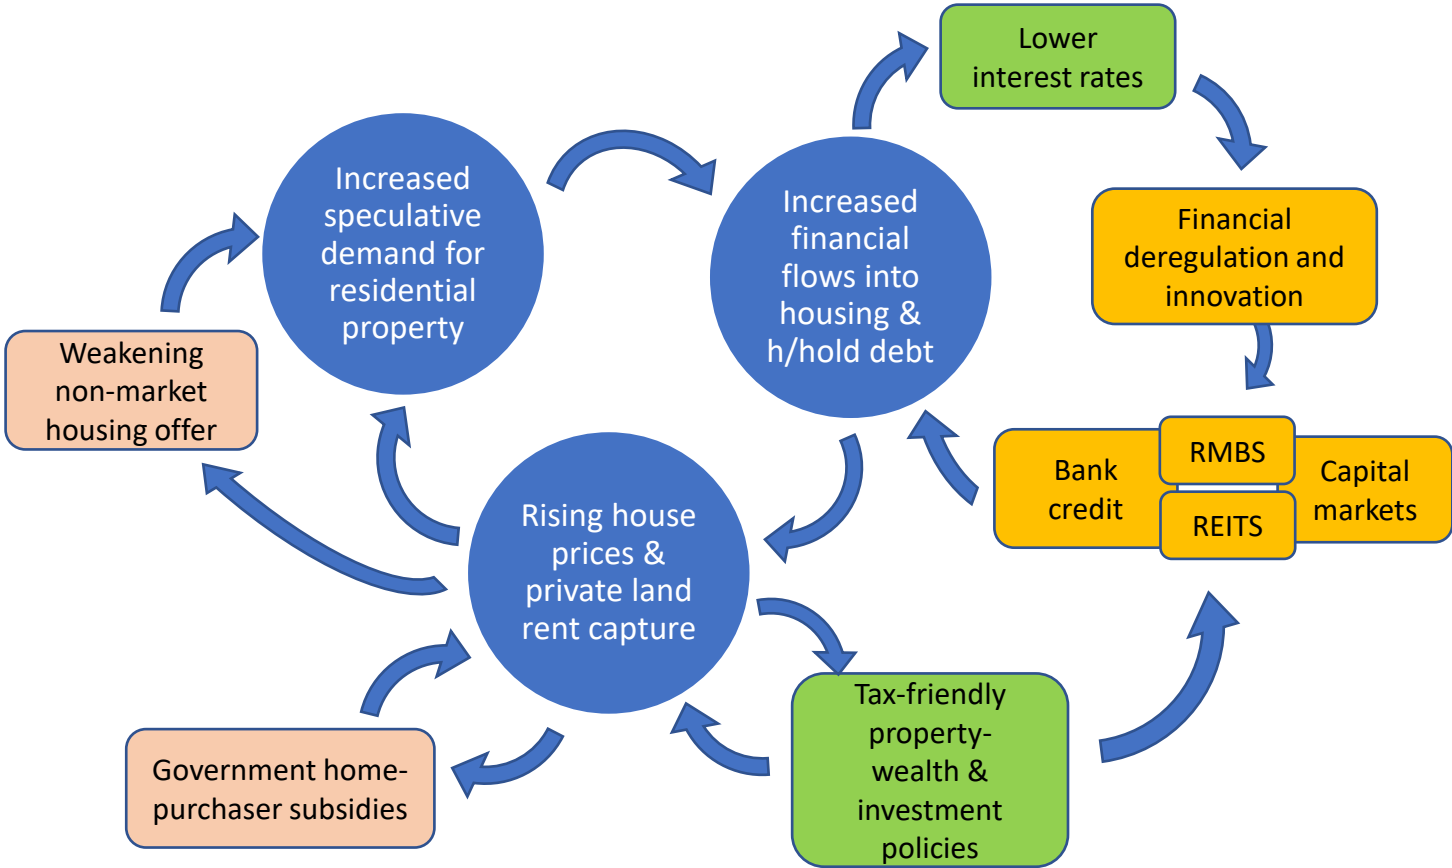 Lower
interest rates
Increased
speculative
demand for
residential
property
Increased
financial
flows into
housing &
h/hold debt
Financial
deregulation and
innovation
Weakening
non-market
housing offer
Bank
credit
RMBS
REITS
Capital
markets
Rising house
prices &
private land
rent capture
Government home-
purchaser subsidies
Tax-friendly
property-
wealth &
investment
policies